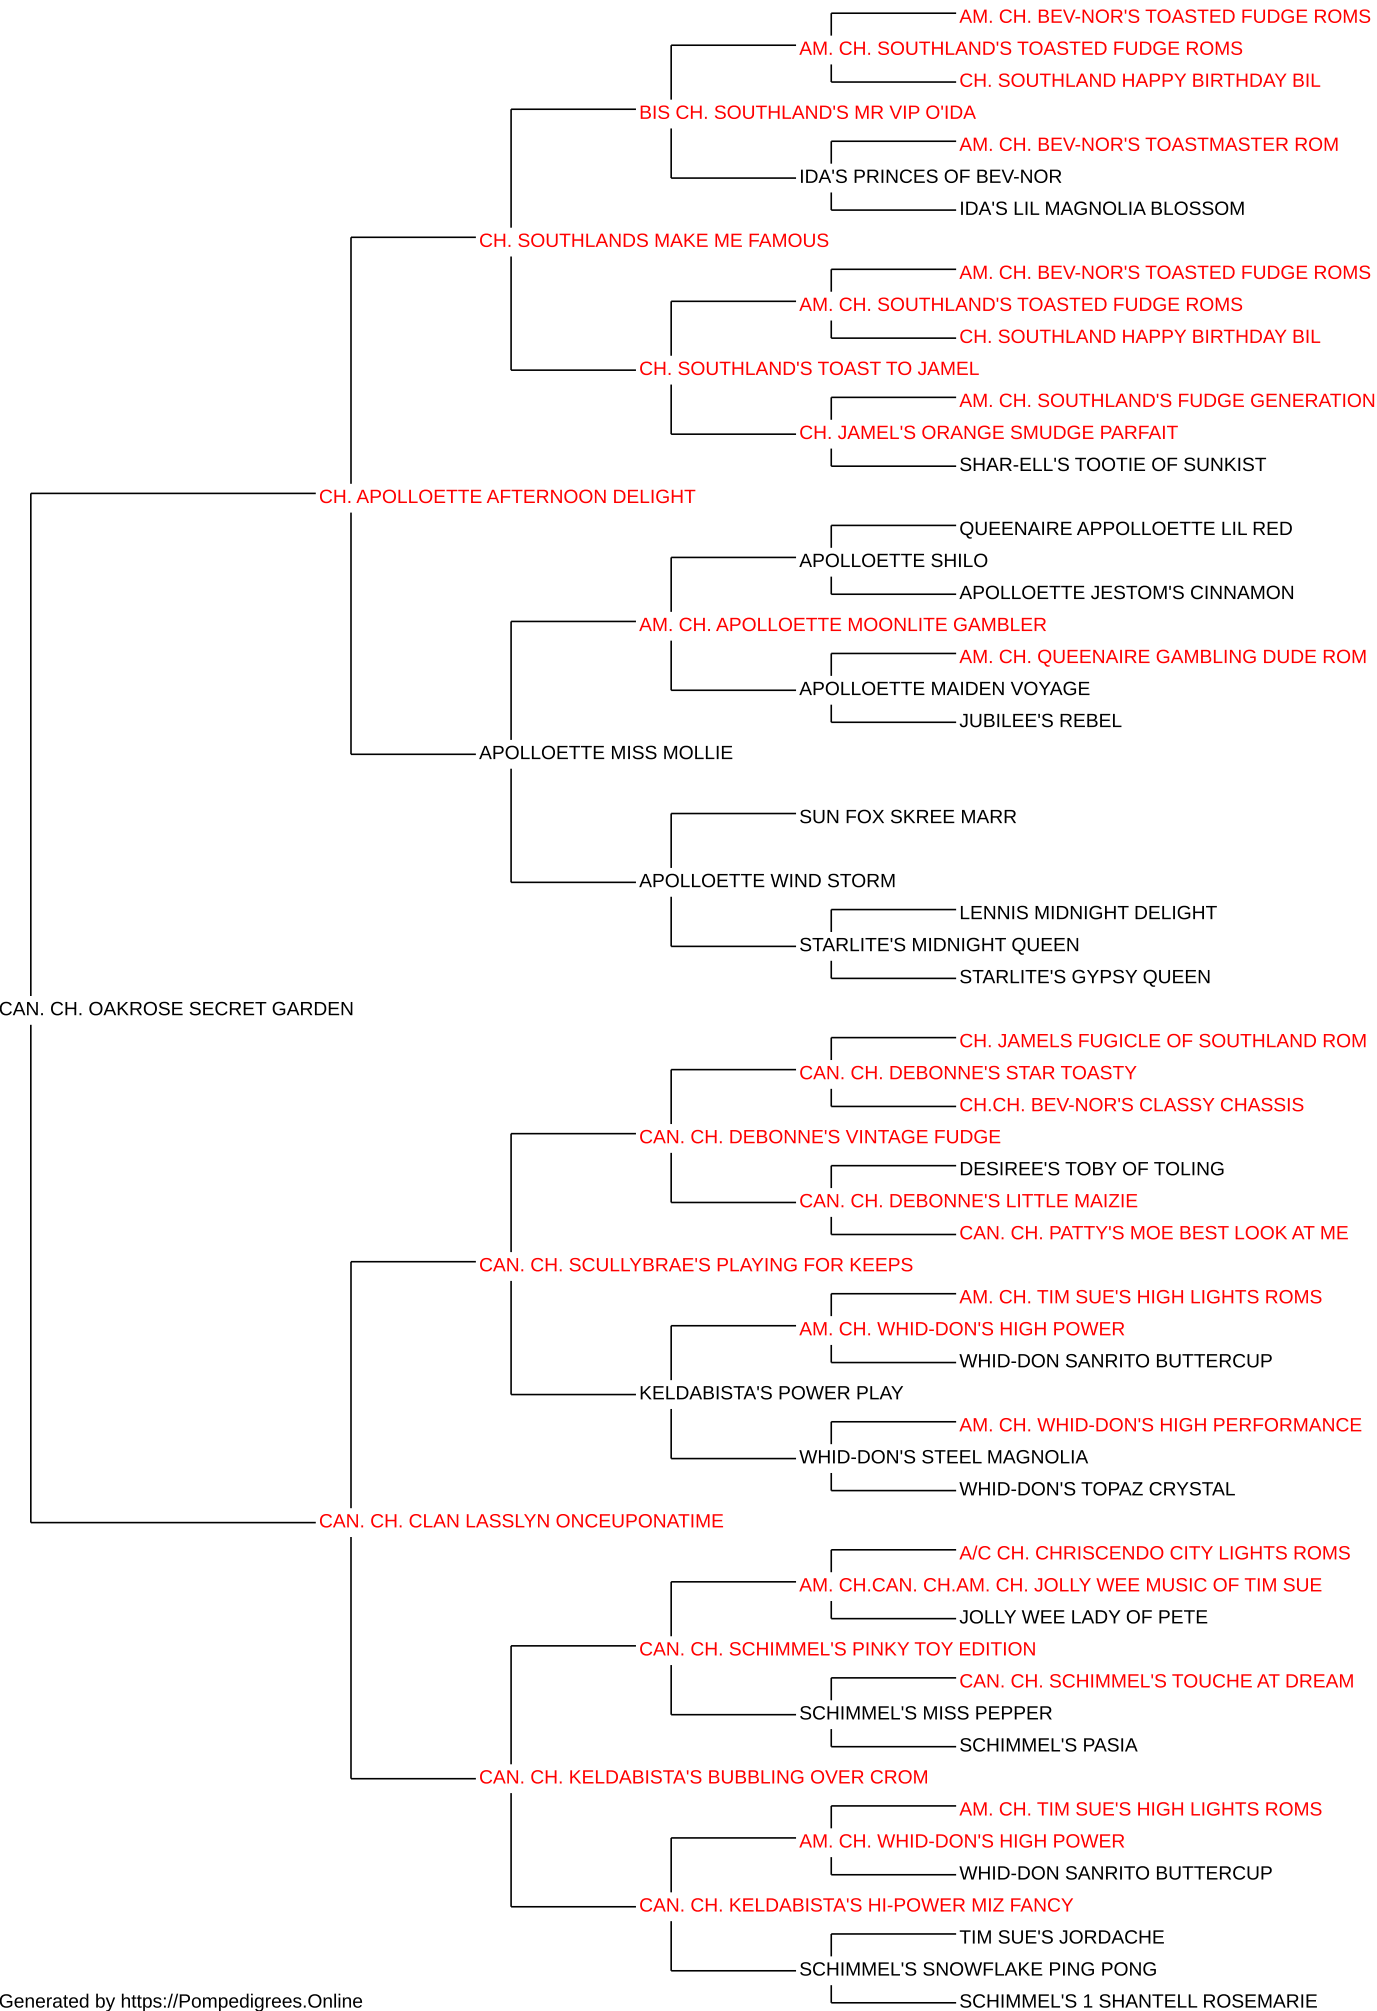 AM. CH. BEV-NOR'S TOASTED FUDGE ROMS
AM. CH. SOUTHLAND'S TOASTED FUDGE ROMS
CH. SOUTHLAND HAPPY BIRTHDAY BIL
BIS CH. SOUTHLAND'S MR VIP O'IDA
AM. CH. BEV-NOR'S TOASTMASTER ROM
IDA'S PRINCES OF BEV-NOR
IDA'S LIL MAGNOLIA BLOSSOM
CH. SOUTHLANDS MAKE ME FAMOUS
AM. CH. BEV-NOR'S TOASTED FUDGE ROMS
AM. CH. SOUTHLAND'S TOASTED FUDGE ROMS
CH. SOUTHLAND HAPPY BIRTHDAY BIL
CH. SOUTHLAND'S TOAST TO JAMEL
AM. CH. SOUTHLAND'S FUDGE GENERATION
CH. JAMEL'S ORANGE SMUDGE PARFAIT
SHAR-ELL'S TOOTIE OF SUNKIST
CH. APOLLOETTE AFTERNOON DELIGHT
QUEENAIRE APPOLLOETTE LIL RED
APOLLOETTE SHILO
APOLLOETTE JESTOM'S CINNAMON
AM. CH. APOLLOETTE MOONLITE GAMBLER
AM. CH. QUEENAIRE GAMBLING DUDE ROM
APOLLOETTE MAIDEN VOYAGE
JUBILEE'S REBEL
APOLLOETTE MISS MOLLIE
SUN FOX SKREE MARR
APOLLOETTE WIND STORM
LENNIS MIDNIGHT DELIGHT
STARLITE'S MIDNIGHT QUEEN
STARLITE'S GYPSY QUEEN
CAN. CH. OAKROSE SECRET GARDEN
CH. JAMELS FUGICLE OF SOUTHLAND ROM
CAN. CH. DEBONNE'S STAR TOASTY
CH.CH. BEV-NOR'S CLASSY CHASSIS
CAN. CH. DEBONNE'S VINTAGE FUDGE
DESIREE'S TOBY OF TOLING
CAN. CH. DEBONNE'S LITTLE MAIZIE
CAN. CH. PATTY'S MOE BEST LOOK AT ME
CAN. CH. SCULLYBRAE'S PLAYING FOR KEEPS
AM. CH. TIM SUE'S HIGH LIGHTS ROMS
AM. CH. WHID-DON'S HIGH POWER
WHID-DON SANRITO BUTTERCUP
KELDABISTA'S POWER PLAY
AM. CH. WHID-DON'S HIGH PERFORMANCE
WHID-DON'S STEEL MAGNOLIA
WHID-DON'S TOPAZ CRYSTAL
CAN. CH. CLAN LASSLYN ONCEUPONATIME
A/C CH. CHRISCENDO CITY LIGHTS ROMS
AM. CH.CAN. CH.AM. CH. JOLLY WEE MUSIC OF TIM SUE
JOLLY WEE LADY OF PETE
CAN. CH. SCHIMMEL'S PINKY TOY EDITION
CAN. CH. SCHIMMEL'S TOUCHE AT DREAM
SCHIMMEL'S MISS PEPPER
SCHIMMEL'S PASIA
CAN. CH. KELDABISTA'S BUBBLING OVER CROM
AM. CH. TIM SUE'S HIGH LIGHTS ROMS
AM. CH. WHID-DON'S HIGH POWER
WHID-DON SANRITO BUTTERCUP
CAN. CH. KELDABISTA'S HI-POWER MIZ FANCY
TIM SUE'S JORDACHE
SCHIMMEL'S SNOWFLAKE PING PONG
SCHIMMEL'S 1 SHANTELL ROSEMARIE
Generated by https://Pompedigrees.Online